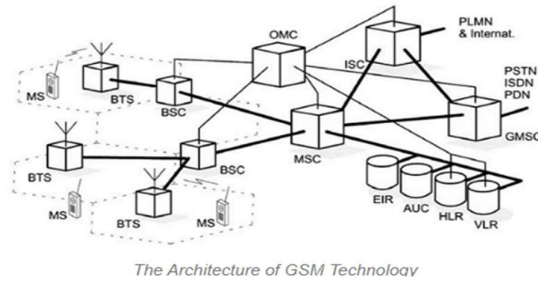 OMC
PLMN
& Internat.
ISC
PSTN
ISDN
PDN
MS
BTS
BSC
MSC
GMSC
BTS
BSC
EIR
AUC
HLR
VLR
MS
BTS
MS
The Architecture of GSM Technology